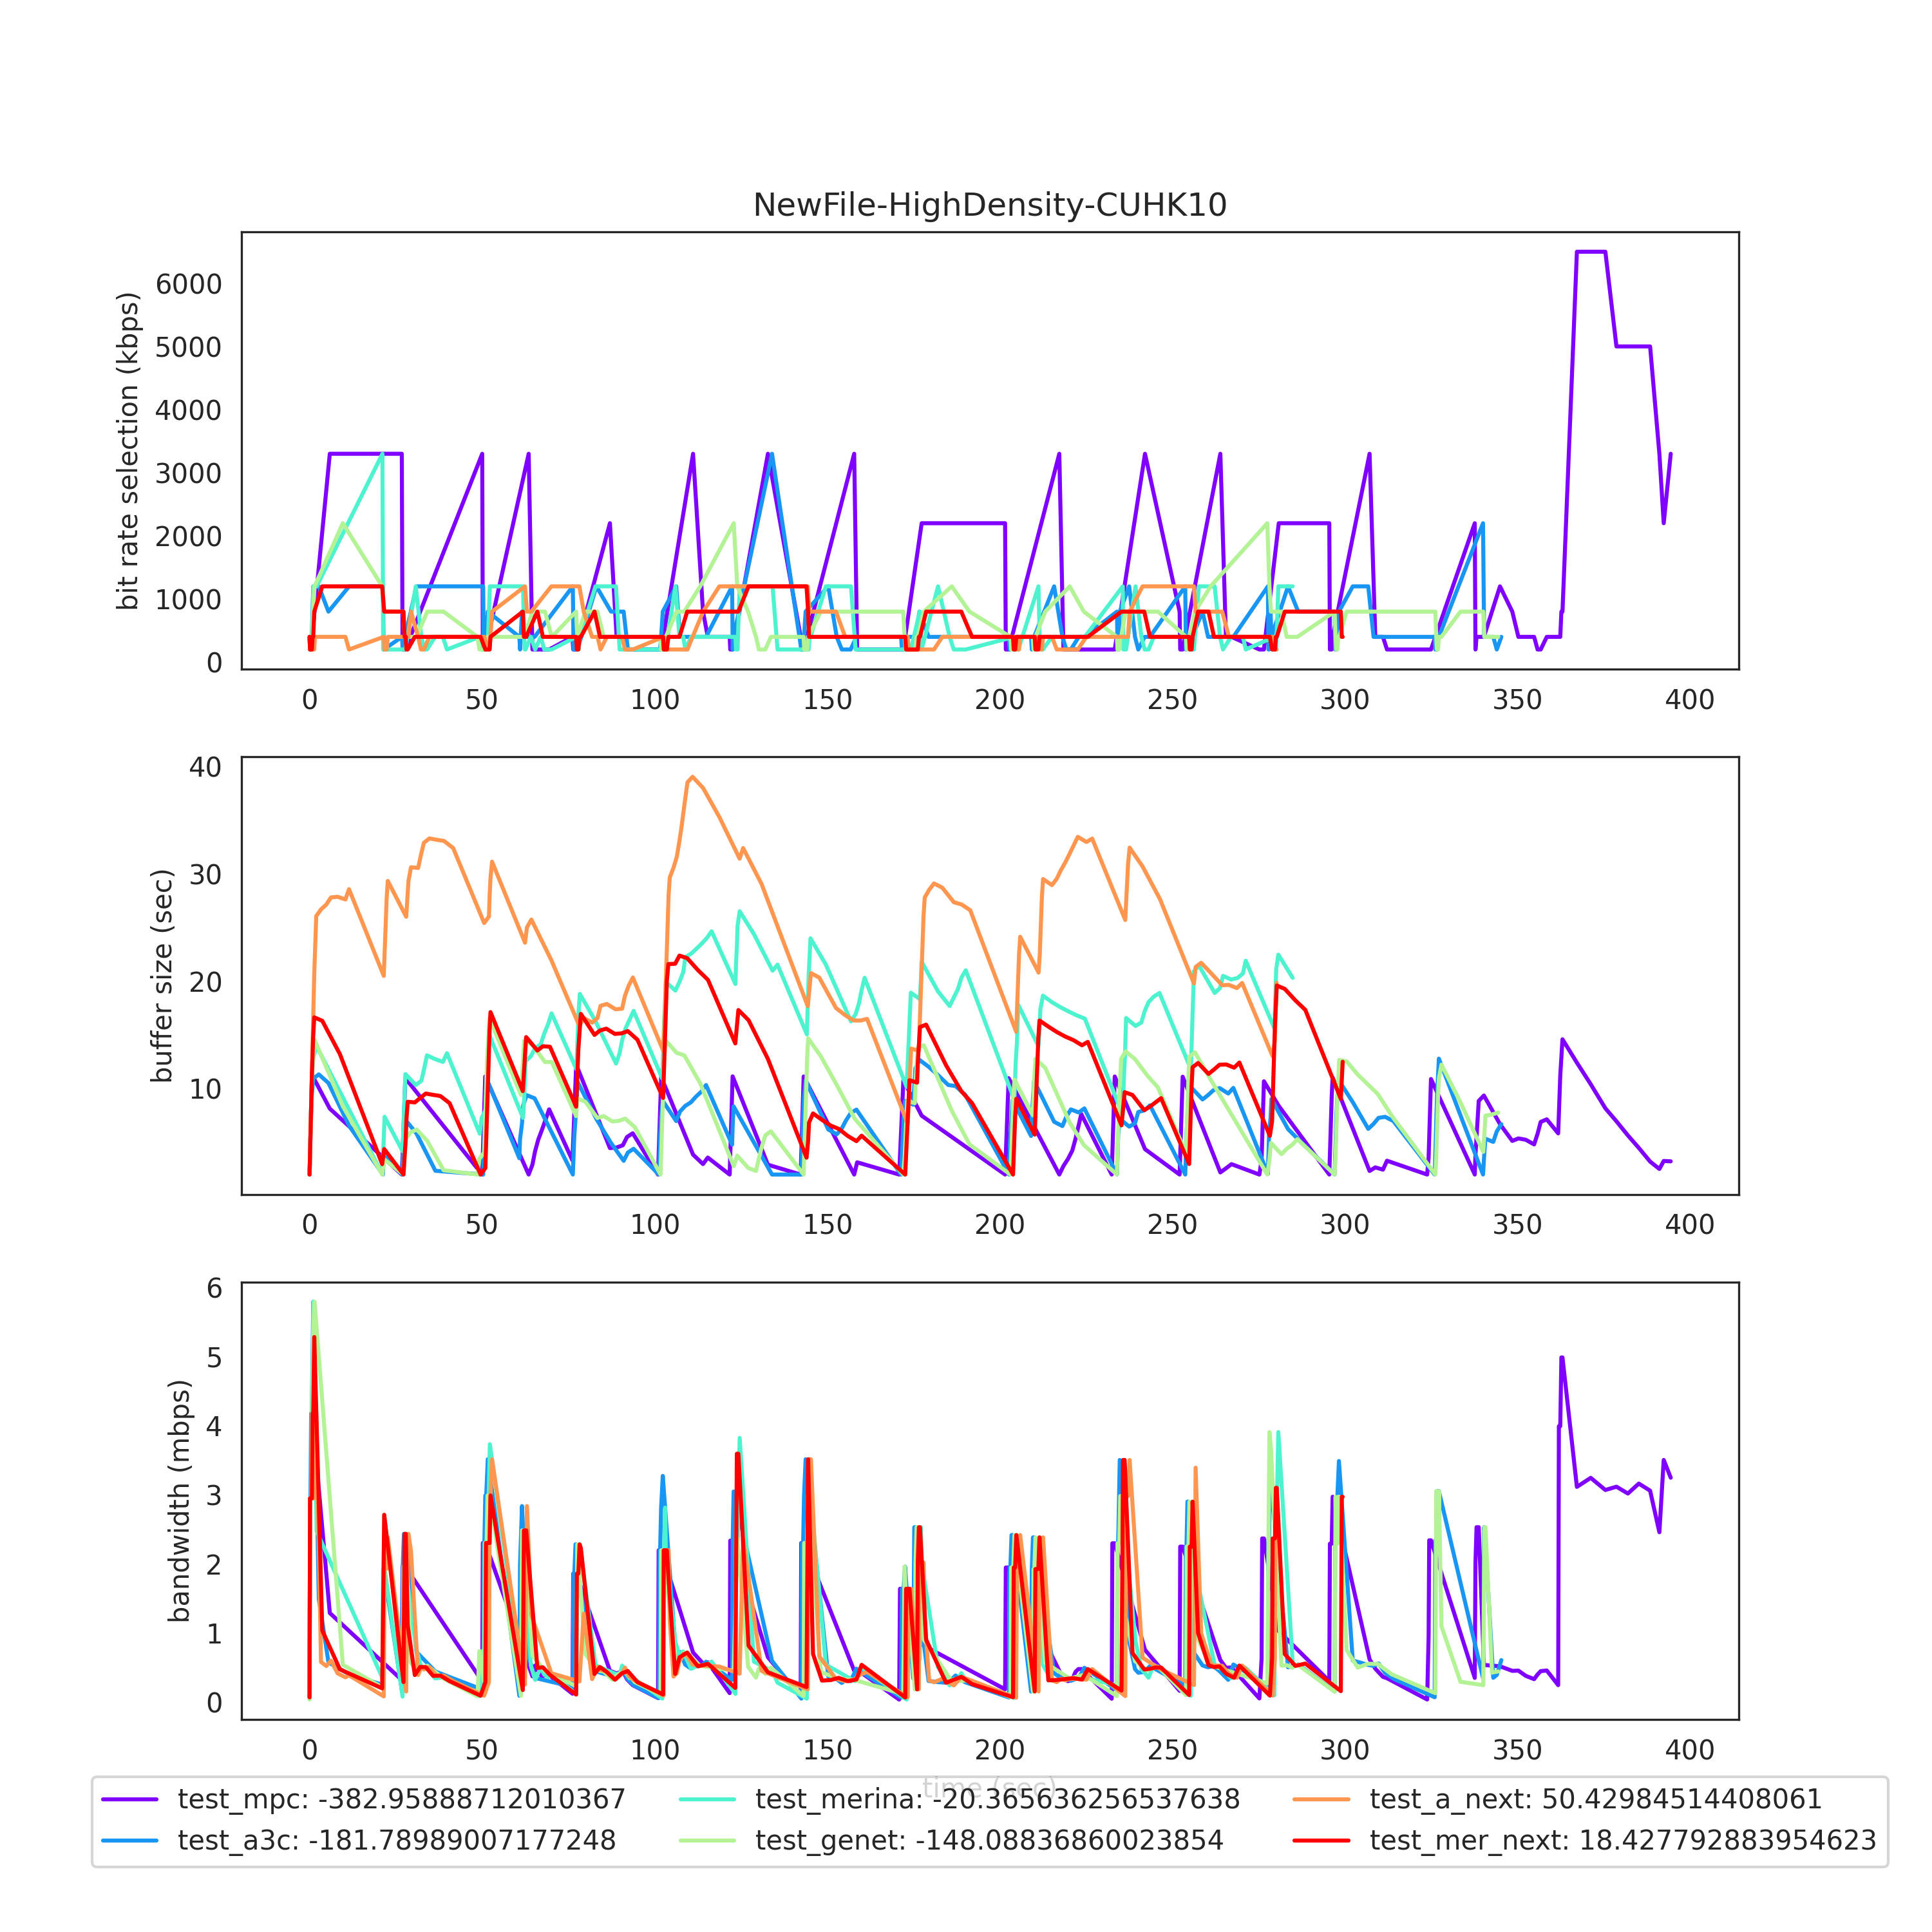 NewFile-HighDensity-CUHK10
bit rate selection (kbps)
6000
5000
4000
3000
2000
1000
0
0 50 100 150 200 250 300 350 400
buffer size (sec)
40
30
20
10
0 50 100 150 200 250 300 350 400
bandwidth (mbps)
6
5
4
3
2
1
0
0 50 100 150 200 250 300 350 400
time (sec)
test_mpc: -382.95888712010367 test_merina: -20.365636256537638 test_a_next: 50.42984514408061
test_a3c: -181.78989007177248 test_genet: -148.08836860023854 test_mer_next: 18.427792883954623